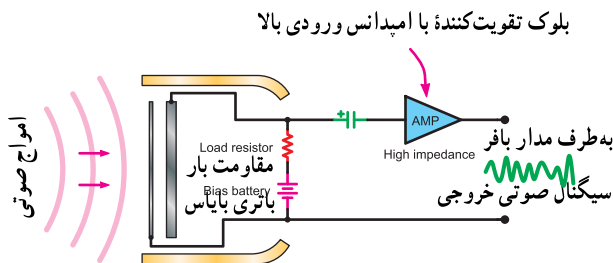 بلوک تقویت‌کنندۀ با امپدانس ورودی بالا
امواج صوتی
+
AMP
High impedance
Load resistor
مقاومت بار
Bias battery
باتری بایاس
به‌طرف مدار بافر
سیگنال صوتی خروجی